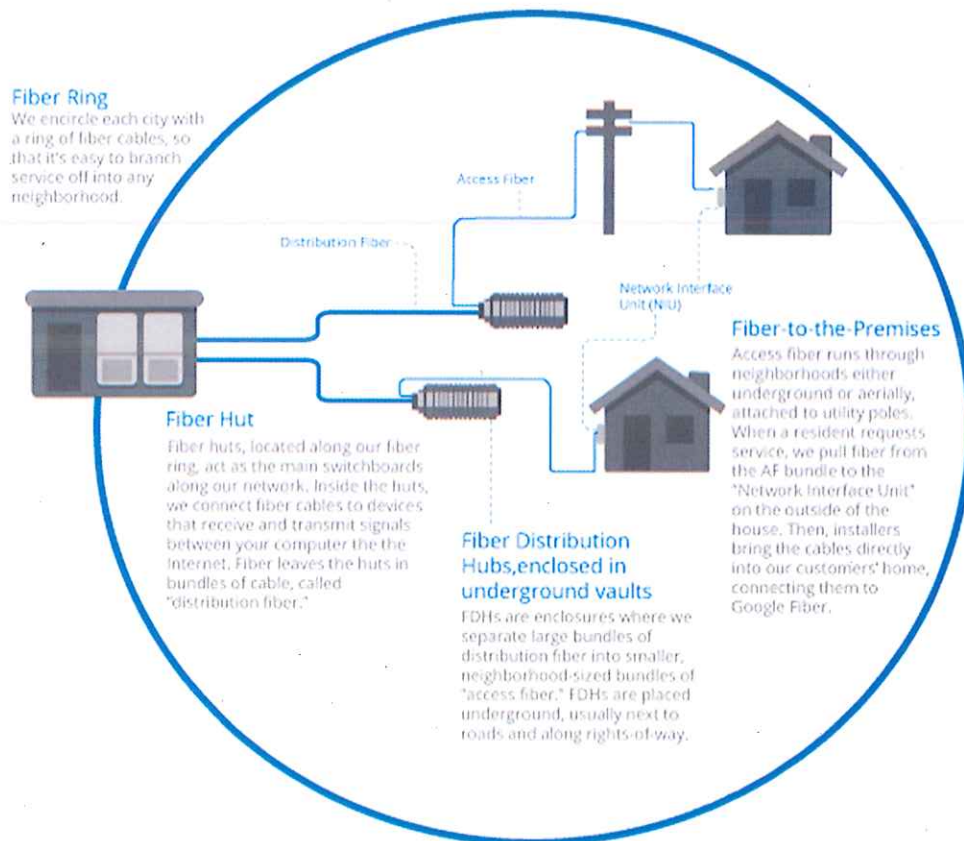 Fiber Ring
We encircle each city with
a ring of fiber cables, so
that it's easy to branch
service off into any
neighborhood.
Access Fiber
Distribution Fiber
Network Interface
Unit (NIU)
Fiber-to-the-Premises
Access fiber runs through
neighborhoods either
underground or aerially,
attached to utility poles.
When a resident requests
service, we pull fiber from
the AF bundle to the
"Network Interface Unit"
on the outside of the
house. Then, installers
bring the cables directly
into our customers' home,
connecting them to
Google Fiber.
Fiber Hut
Fiber huts, located along our fiber
ring, act as the main switchboards
along our network. Inside the huts,
we connect fiber cables to devices
that receive and transmit signals
between your computer the the
Internet. Fiber leaves the huts in
bundles of cable, called
"distribution fiber."
Fiber Distribution
Hubs,enclosed in
underground vaults
FDHs are enclosures where we
separate large bundles of
distribution fiber into smaller,
neighborhood-sized bundles of
"access fiber." FDHs are placed
underground, usually next to
roads and along rights-of-way.